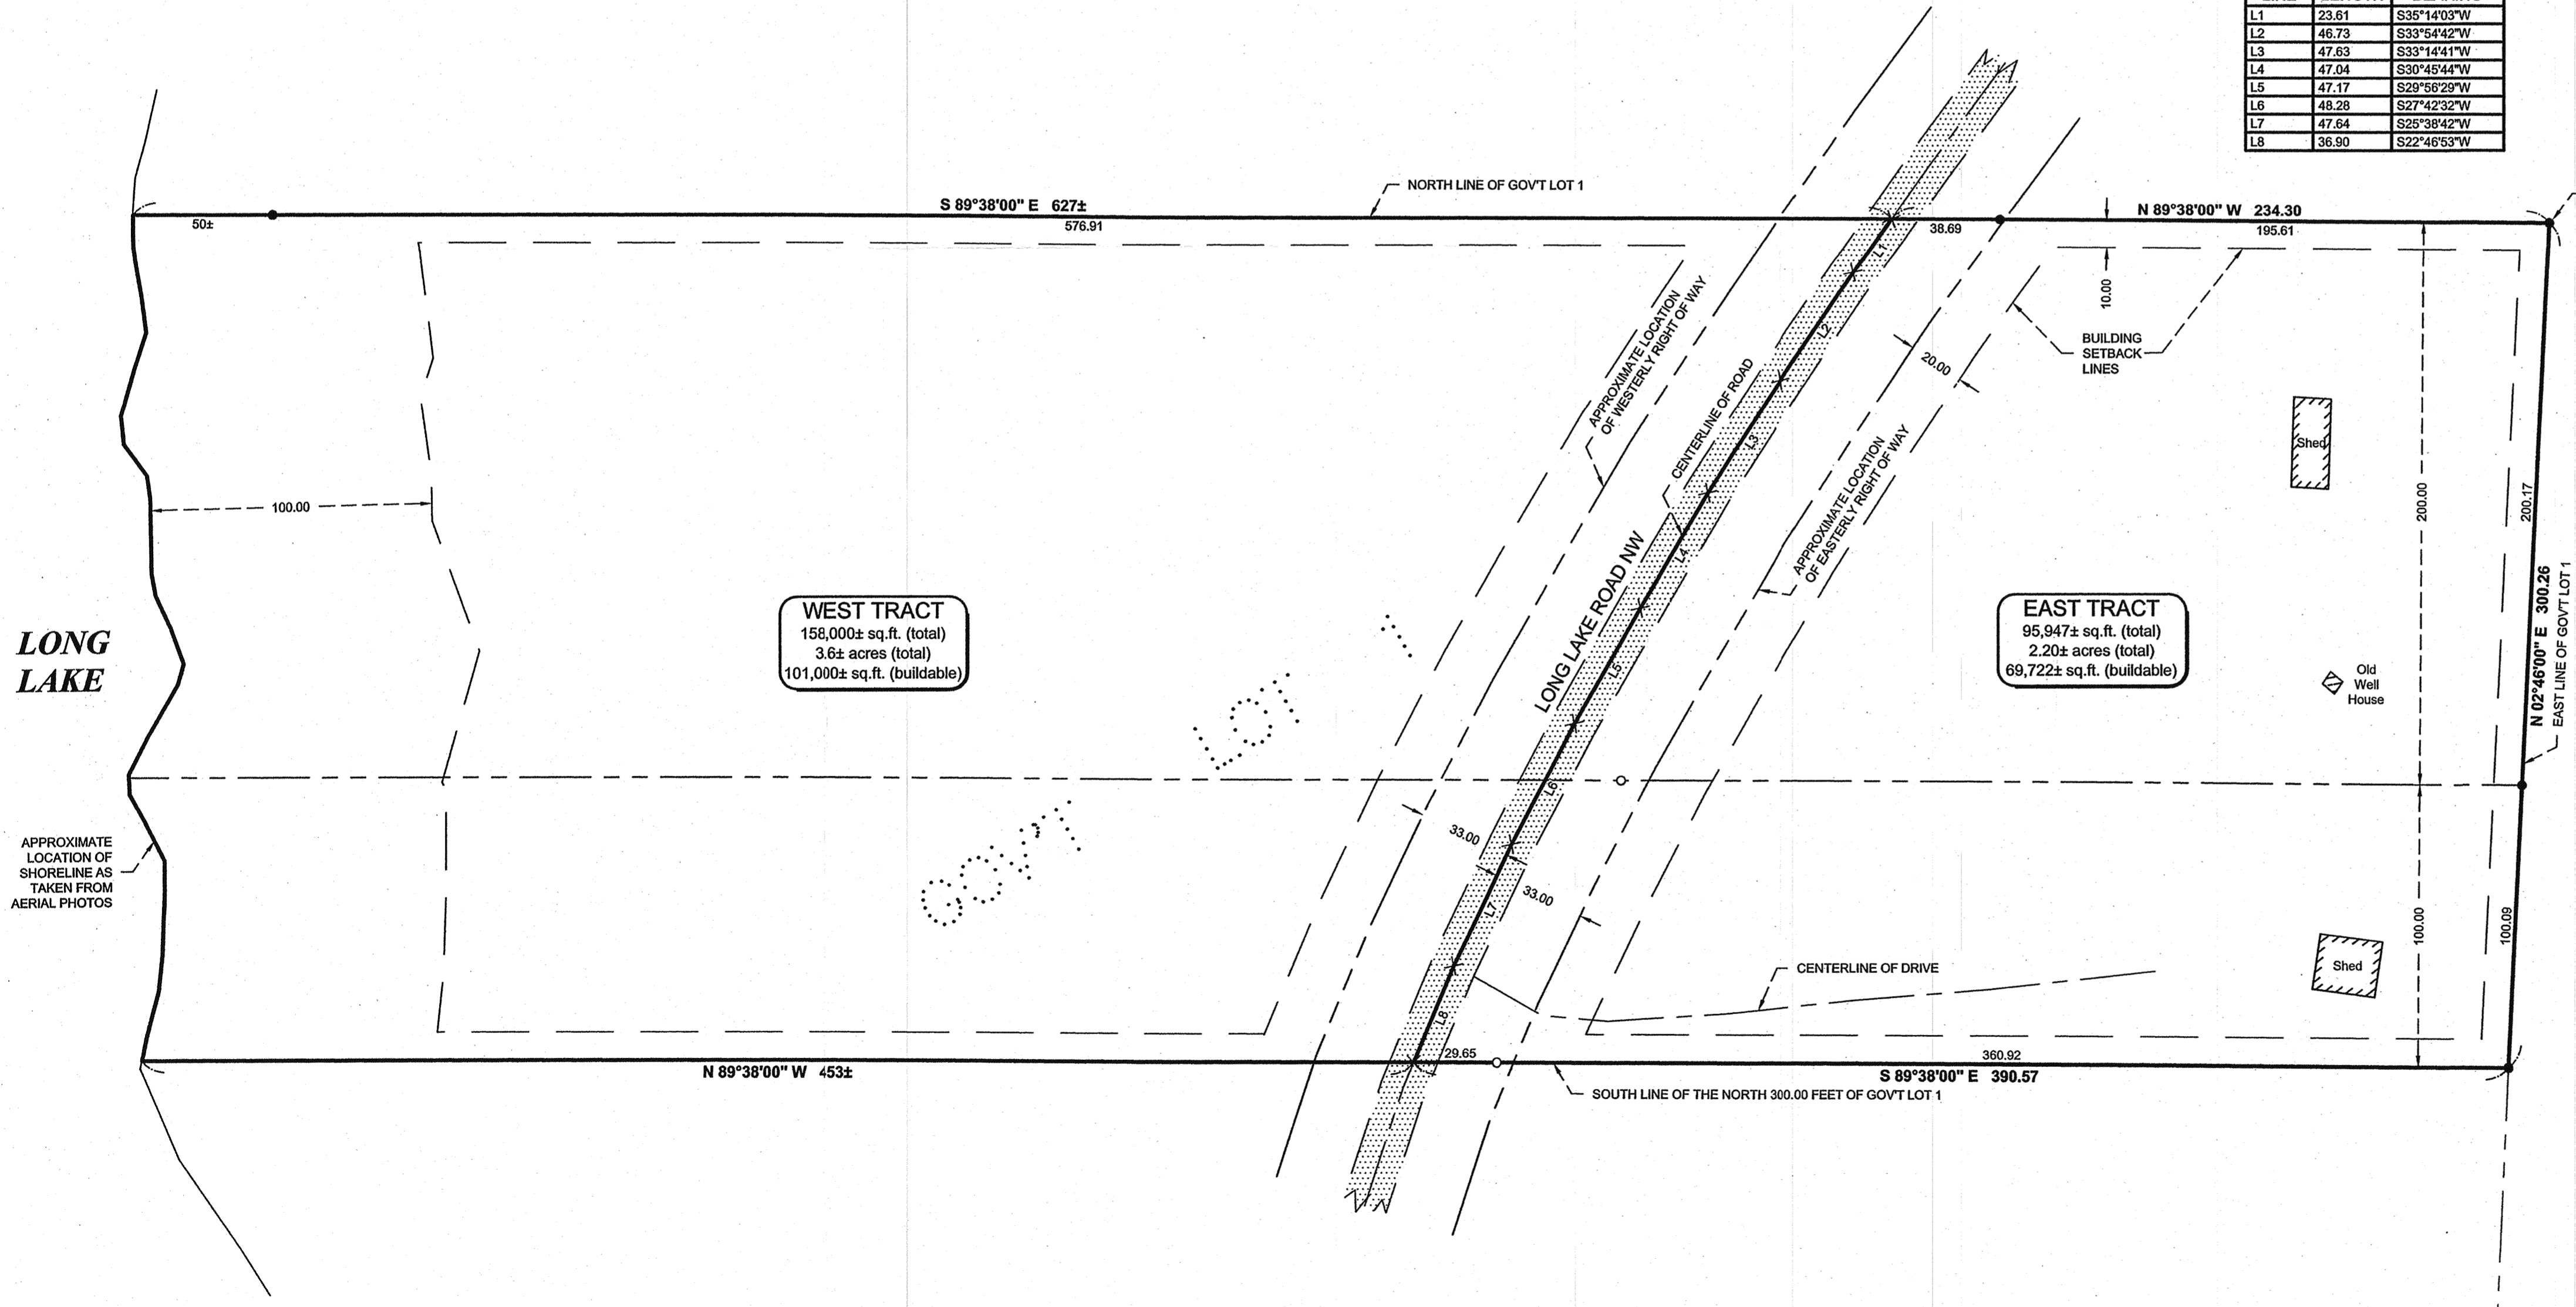 L1 23.61 S35°14'03"W
L2 46.73 S33°54'42"W
L3 47.63 S33°14'41"W
L4 47.04 S30°45'44"W
L5 47.17 S29°56'29"W
L6 48.28 S27°42'32"W
L7 47.64 S25°38'42"W
L8 36.90 S22°46'53"W
NORTH LINE OF GOV'T LOT 1
S 89°38'00" E 627±
50±
576.91
38.69
N 89°38'00" W 234.30
195.61
10.00
BUILDING
SETBACK
LINES
20.00
APPROXIMATE LOCATION
OF WESTERLY RIGHT OF WAY
CENTERLINE OF ROAD
APPROXIMATE LOCATION
OF EASTERLY RIGHT OF WAY
LONG LAKE ROAD NW
L1
L2
L3
L4
L5
L6
L7
L8
Shed
200.00
200.17
100.00
LONG
LAKE
WEST TRACT
158,000± sq.ft. (total)
3.6± acres (total)
101,000± sq.ft. (buildable)
EAST TRACT
95,947± sq.ft. (total)
2.20± acres (total)
69,722± sq.ft. (buildable)
Old
Well
House
N 02°46'00" E 300.26
EAST LINE OF GOV'T LOT 1
GOV'T LOT 1
33.00
33.00
APPROXIMATE
LOCATION OF
SHORELINE AS
TAKEN FROM
AERIAL PHOTOS
100.00
100.09
Shed
CENTERLINE OF DRIVE
29.65
360.92
N 89°38'00" W 453±
S 89°38'00" E 390.57
SOUTH LINE OF THE NORTH 300.00 FEET OF GOV'T LOT 1